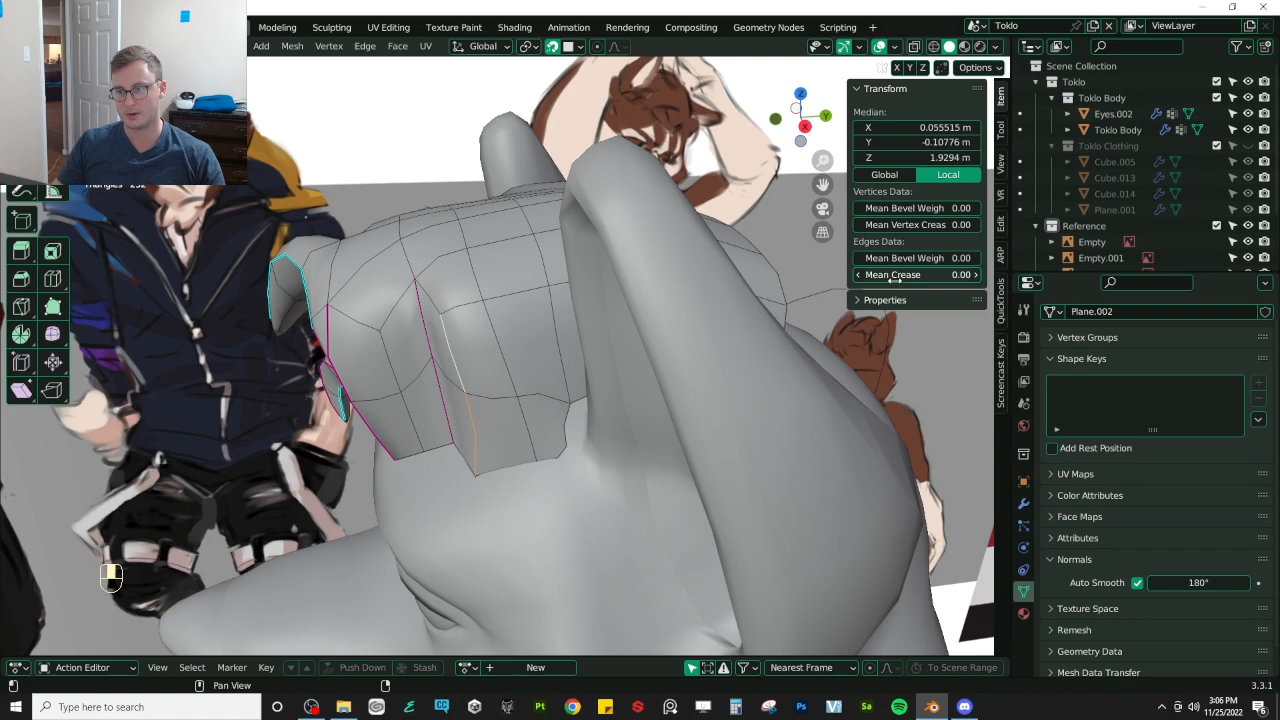 Modeling Sculpting UV Editing Texture Paint Shading Animation Rendering Compositing Geometry Nodes Scripting +
Toklo
ViewLayer
Add Mesh Vertex Edge Face UV
Global
X Y Z
Options
Transform
Median:
X 0.055515 m
Y -0.10776 m
Z 1.9294 m
Global Local
Vertices Data:
Mean Bevel Weigh 0.00
Mean Vertex Creas 0.00
Edges Data:
Mean Bevel Weigh 0.00
Mean Crease 0.00
Properties
Item
Tool
View
VR
Edit
ARP
QuickTools
Screencast Keys
Z
Y
X
Scene Collection
Toklo
Toklo Body
Eyes.002
Toklo Body
Toklo Clothing
Cube.005
Cube.013
Cube.014
Plane.001
Reference
Empty
Empty.001
Plane.002
Vertex Groups
Shape Keys
Add Rest Position
UV Maps
Color Attributes
Face Maps
Attributes
Normals
Auto Smooth 180°
Texture Space
Remesh
Geometry Data
Mesh Data Transfer
Action Editor View Select Marker Key Push Down Stash New Nearest Frame To Scene Range
Pan View
3.3.1
Type here to search
3:06 PM
11/25/2022